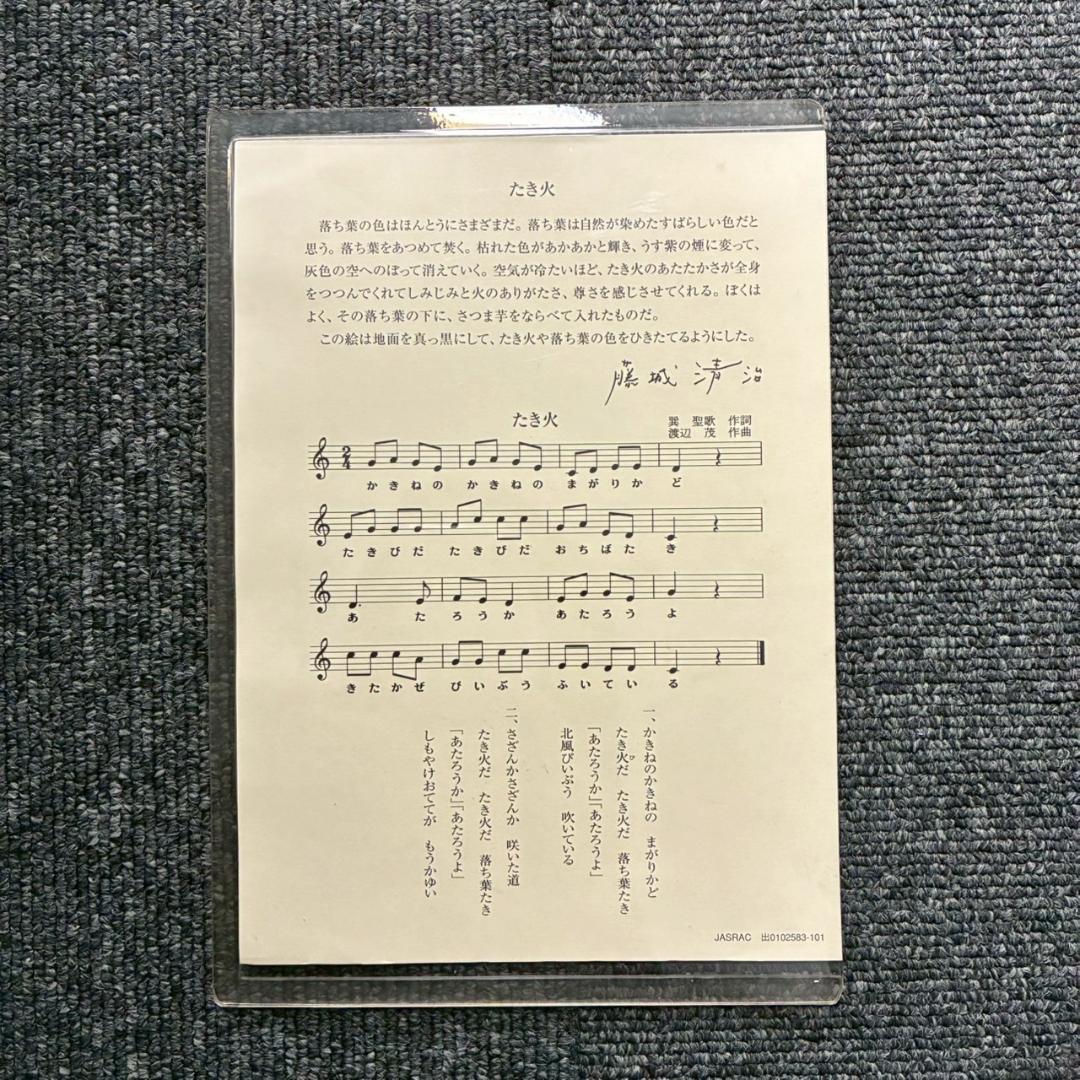 たき火
落ち葉の色はほんとうにさまざまだ。落ち葉は自然が染めたすばらしい色だと
思う。落ち葉をあつめて焚く。枯れた色があかあかと輝き、うす紫の煙に変って、
灰色の空へのぼって消えていく。空気が冷たいほど、たき火のあたたかさが全身
をつつんでくれてしみじみと火のありがたさ、尊さを感じさせてくれる。ぼくは
よく、その落ち葉の下に、さつま芋をならべて入れたものだ。
この絵は地面を真っ黒にして、たき火や落ち葉の色をひきたてるようにした。
藤城清治
たき火
巽 聖歌 作詞
渡辺 茂 作曲
2
4
かきねの かきねの まがりか ど
たきびだ たきびだ おちばた き
あ た ろうか あたろう よ
きたかぜ ぴいぷう ふいてい る
一、かきねのかきねの まがりかど
たき火だ たき火だ 落ち葉たき
「あたろうか」「あたろうよ」
北風ぴいぷう 吹いている
二、さざんかさざんか 咲いた道
たき火だ たき火だ 落ち葉たき
「あたろうか」「あたろうよ」
しもやけおててが もうかゆい
JASRAC 出0102583-101